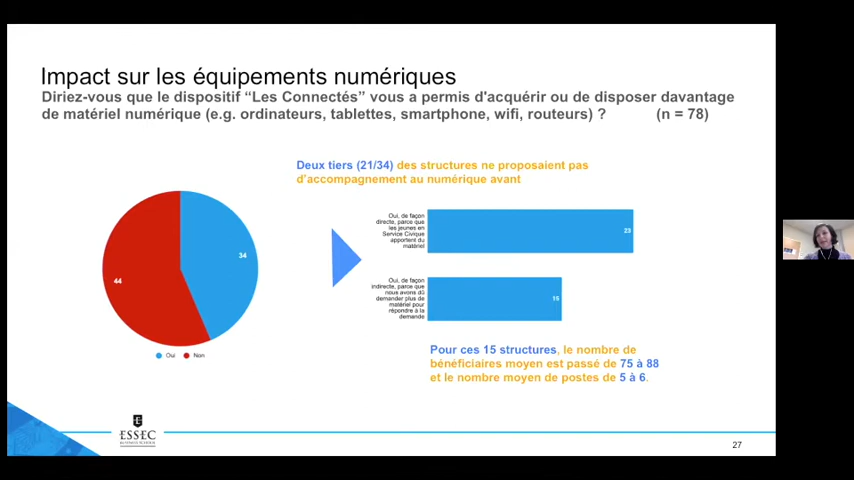 Impact sur les équipements numériques
Diriez-vous que le dispositif “Les Connectés” vous a permis d'acquérir ou de disposer davantage
de matériel numérique (e.g. ordinateurs, tablettes, smartphone, wifi, routeurs) ? (n = 78)
Deux tiers (21/34) des structures ne proposaient pas
d'accompagnement au numérique avant
34
44
Oui Non
Oui, de façon
directe, parce que
les jeunes en
Service Civique
apportent du
matériel
23
Oui, de façon
indirecte, parce que
nous avons dû
demander plus de
matériel pour
répondre à la
demande
15
Pour ces 15 structures, le nombre de
bénéficiaires moyen est passé de 75 à 88
et le nombre moyen de postes de 5 à 6.
ESSEC
BUSINESS SCHOOL
27